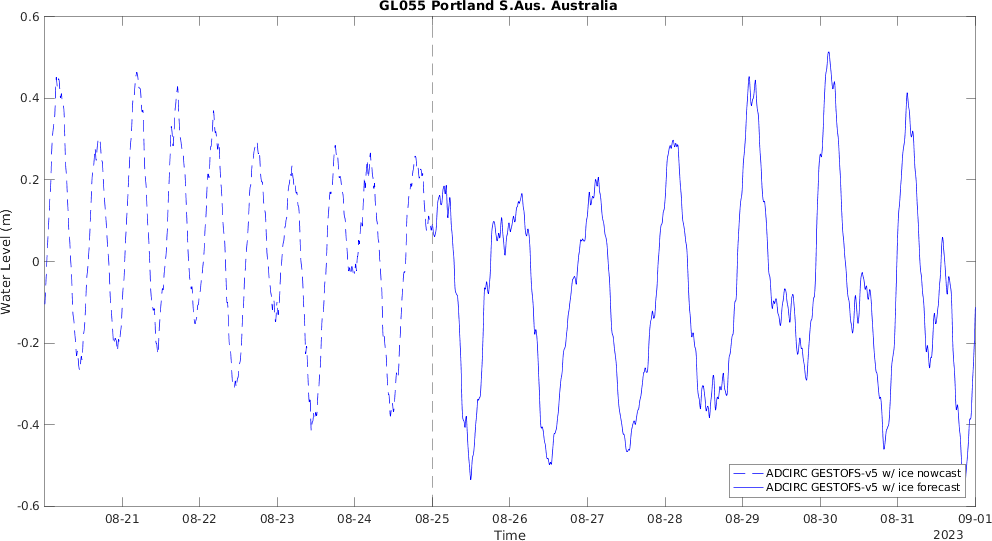 GL055 Portland S.Aus. Australia
0.6
0.4
0.2
0
-0.2
-0.4
-0.6
Water Level (m)
ADCIRC GESTOFS-v5 w/ ice nowcast
ADCIRC GESTOFS-v5 w/ ice forecast
08-21 08-22 08-23 08-24 08-25 08-26 08-27 08-28 08-29 08-30 08-31 09-01
Time
2023